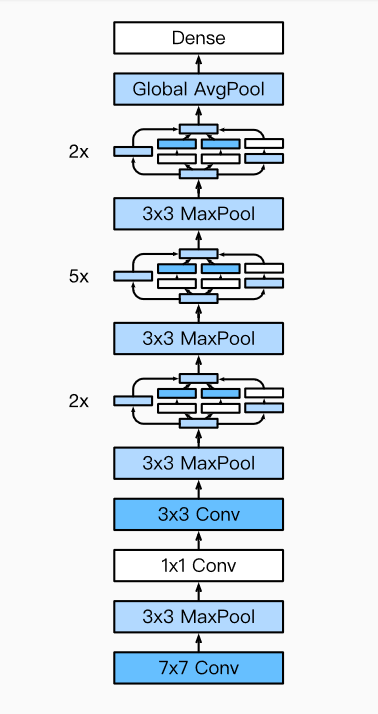 Dense
Global AvgPool
2x
3x3 MaxPool
5x
3x3 MaxPool
2x
3x3 MaxPool
3x3 Conv
1x1 Conv
3x3 MaxPool
7x7 Conv